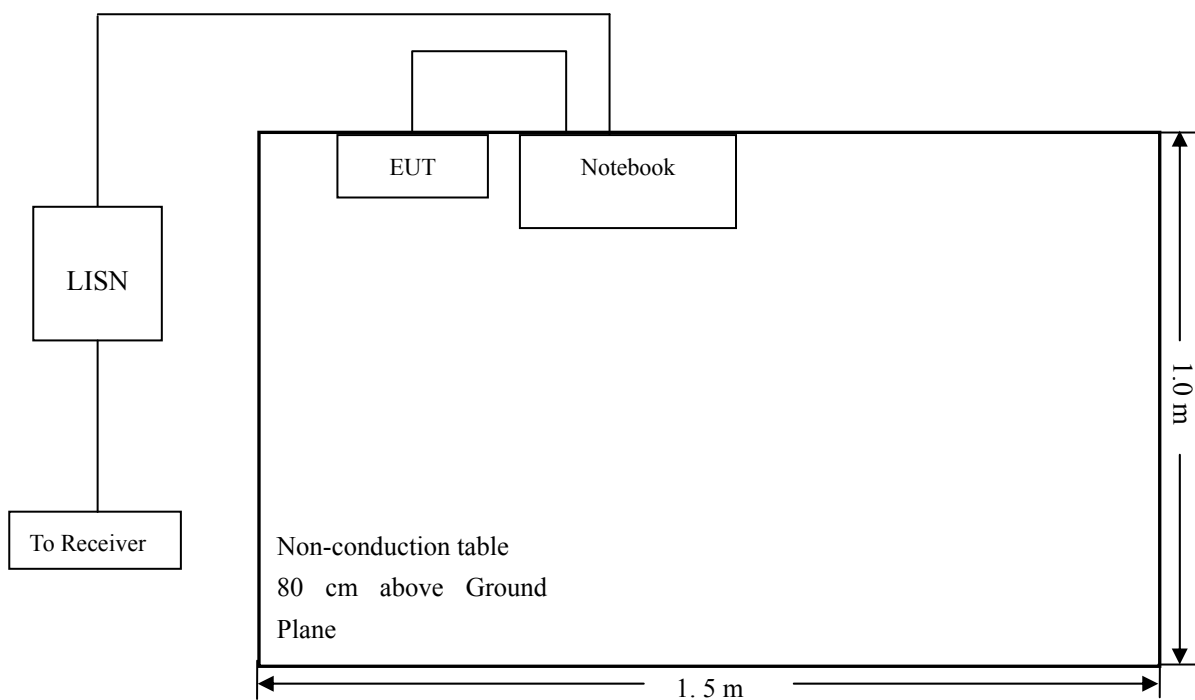 EUT
Notebook
LISN
To Receiver
Non-conduction table
80 cm above Ground
Plane
1.0 m
1. 5 m